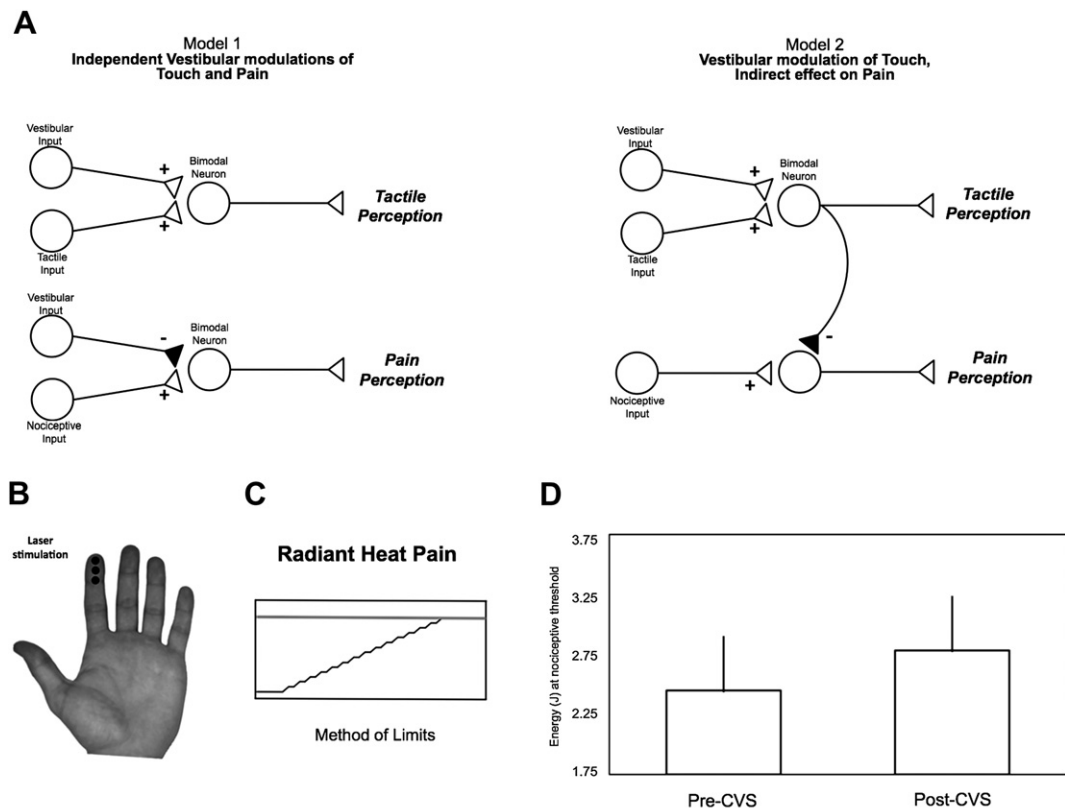 A
Model 1
Independent Vestibular modulations of
Touch and Pain
Vestibular
Input
+
Bimodal
Neuron
Tactile
Perception
+
Tactile
Input
Vestibular
Input
-
Bimodal
Neuron
Pain
Perception
+
Nociceptive
Input
Model 2
Vestibular modulation of Touch,
Indirect effect on Pain
Vestibular
Input
+
Bimodal
Neuron
Tactile
Perception
+
Tactile
Input
-
Pain
Perception
+
Nociceptive
Input
B
Laser
stimulation
C
Radiant Heat Pain
Method of Limits
D
Energy (J) at nociceptive threshold
3.75
3.25
2.75
2.25
1.75
Pre-CVS
Post-CVS